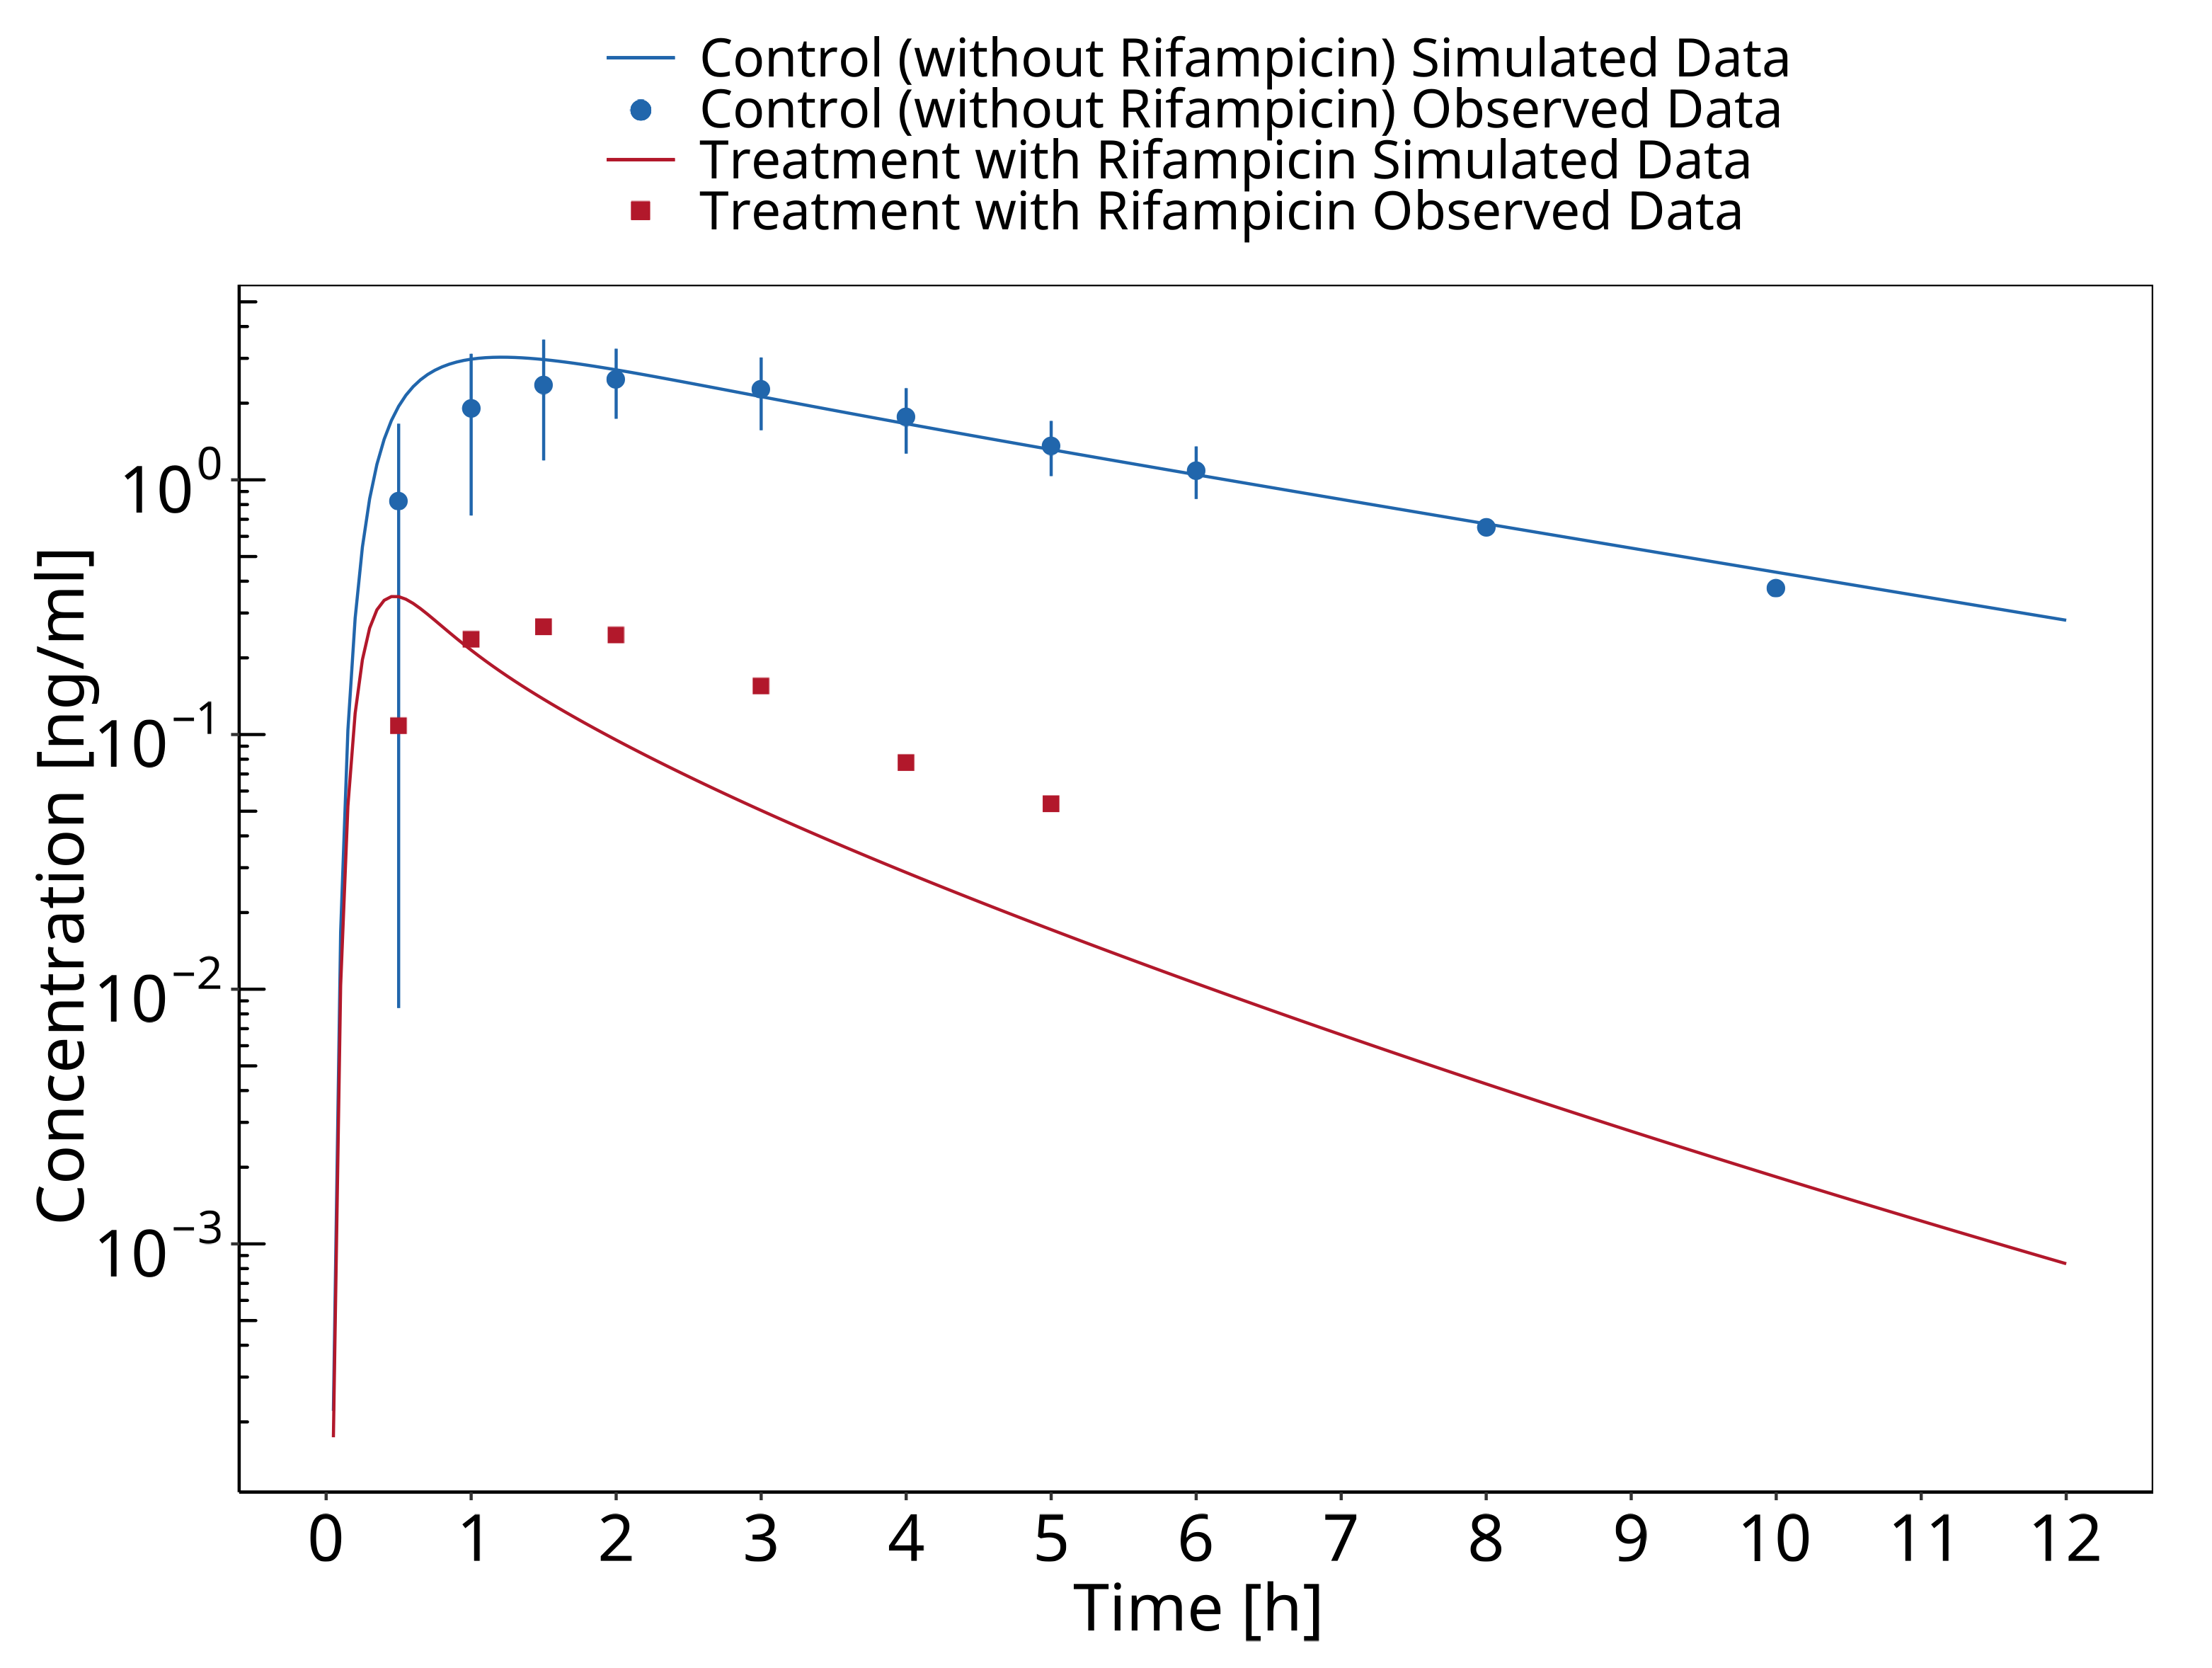 Control (without Rifampicin) Simulated Data
Control (without Rifampicin) Observed Data
Treatment with Rifampicin Simulated Data
Treatment with Rifampicin Observed Data
Concentration [ng/ml]
10⁰
10⁻¹
10⁻²
10⁻³
0 1 2 3 4 5 6 7 8 9 10 11 12
Time [h]